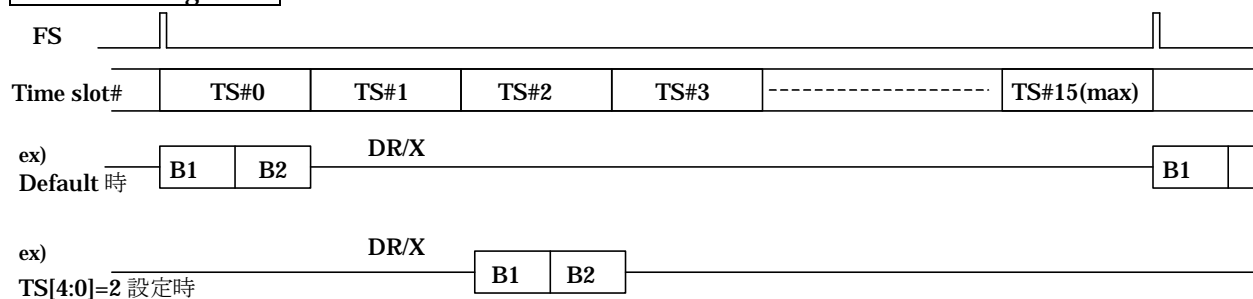 FS
Time slot# TS#0 TS#1 TS#2 TS#3 TS#15(max)
ex) DR/X
Default 時 B1 B2 B1
ex) DR/X
TS[4:0]=2 設定時 B1 B2